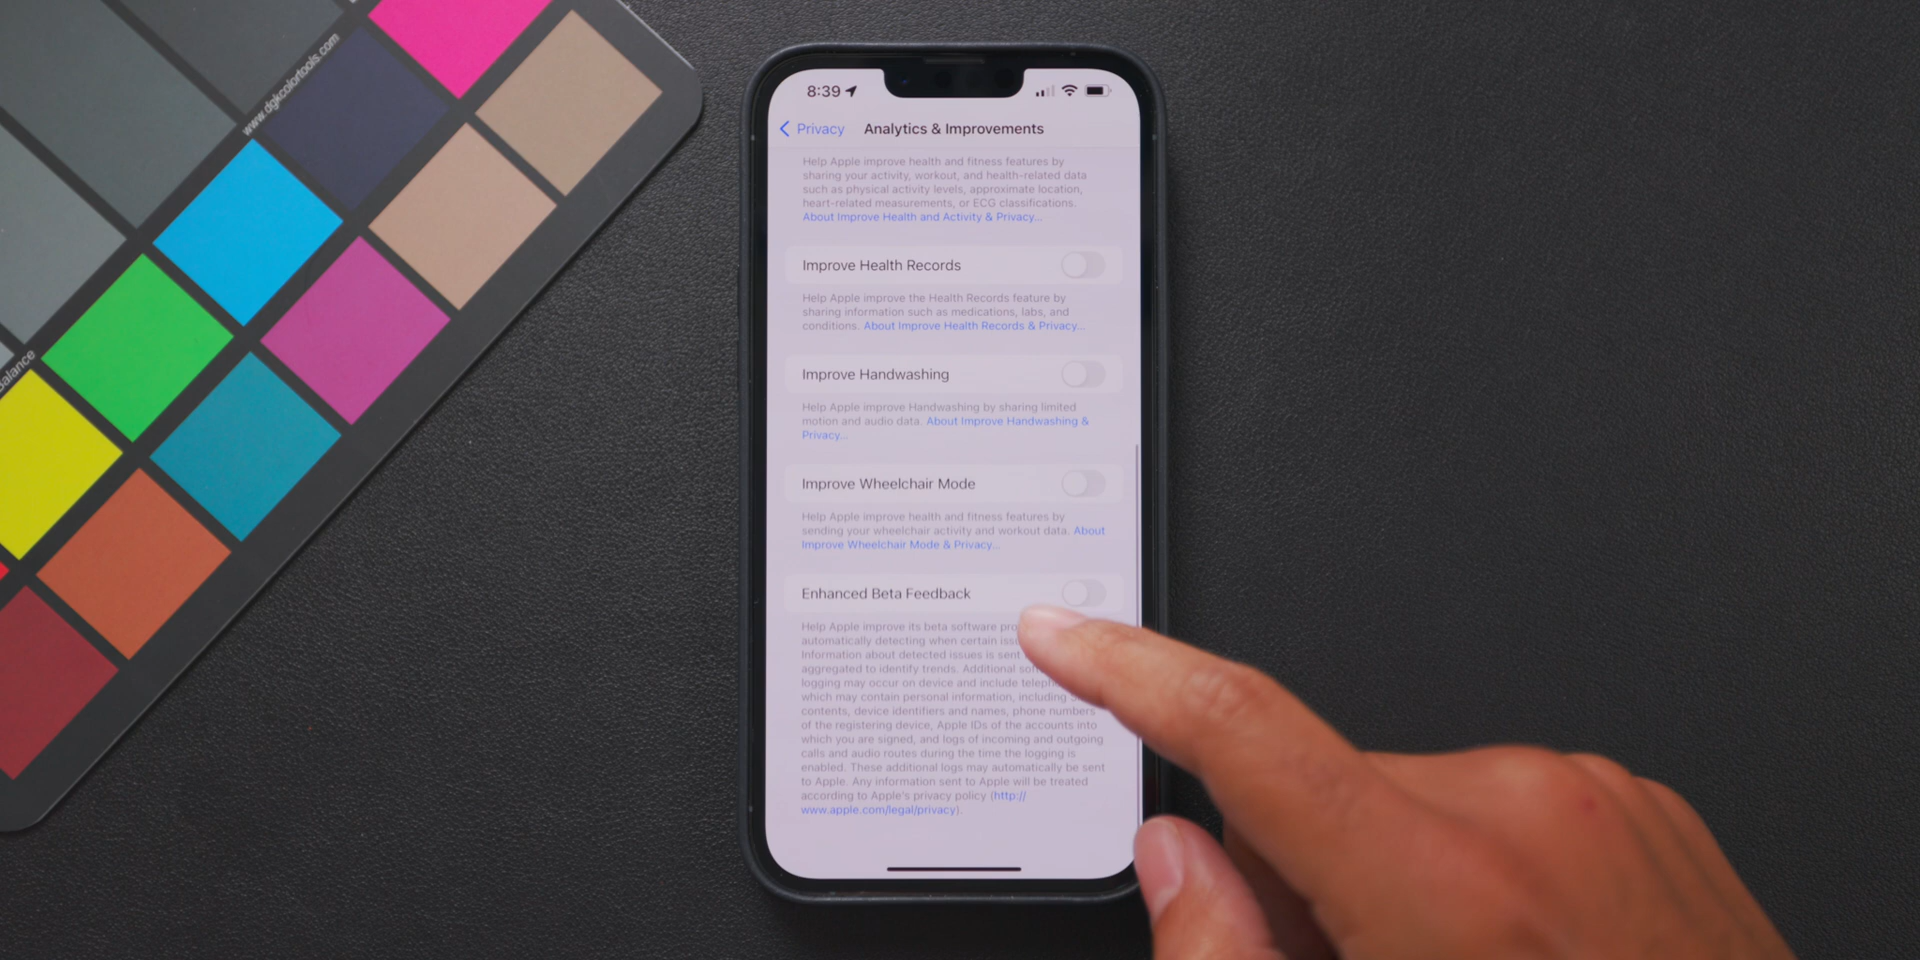 www.dgkcolortools.com
Balance
8:39
Privacy
Analytics & Improvements
Help Apple improve health and fitness features by
sharing your activity, workout, and health-related data
such as physical activity levels, approximate location,
heart-related measurements, or ECG classifications.
About Improve Health and Activity & Privacy...
Improve Health Records
Help Apple improve the Health Records feature by
sharing information such as medications, labs, and
conditions. About Improve Health Records & Privacy...
Improve Handwashing
Help Apple improve Handwashing by sharing limited
motion and audio data. About Improve Handwashing &
Privacy...
Improve Wheelchair Mode
Help Apple improve health and fitness features by
sending your wheelchair activity and workout data. About
Improve Wheelchair Mode & Privacy...
Enhanced Beta Feedback
Help Apple improve its beta software
automatically detecting when certain
Information about detected issues is sent
aggregated to identify trends. Additional
logging may occur on device and include
which may contain personal information, including
contents, device identifiers and names, phone numbers
of the registering device, Apple IDs of the accounts into
which you are signed, and logs of incoming and outgoing
calls and audio routes during the time the logging is
enabled. These additional logs may automatically be sent
to Apple. Any information sent to Apple will be treated
according to Apple's privacy policy (http://
www.apple.com/legal/privacy).